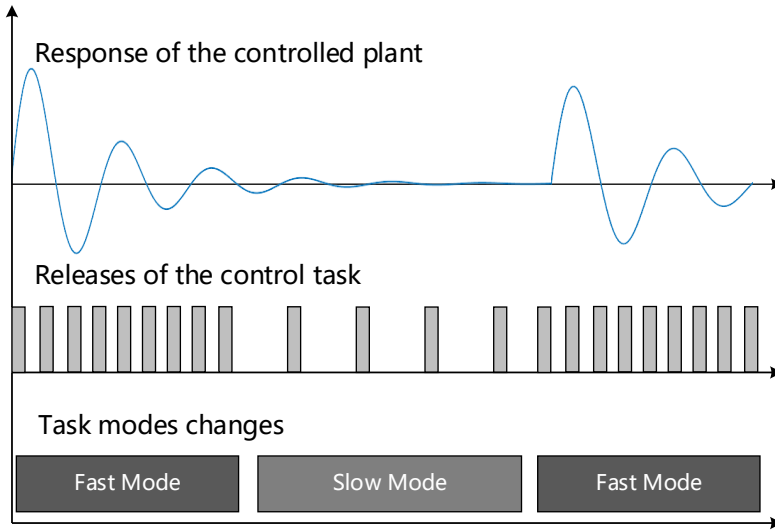 Response of the controlled plant
Releases of the control task
Task modes changes
Fast Mode
Slow Mode
Fast Mode